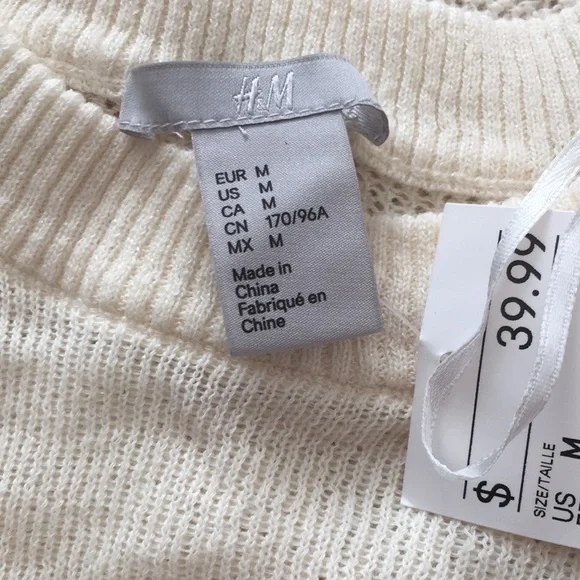 H&M
EUR M
US M
CA M
CN 170/96A
MX M
Made in
China
Fabriqué en
Chine
$ 39.99
SIZE/TAILLE
US M